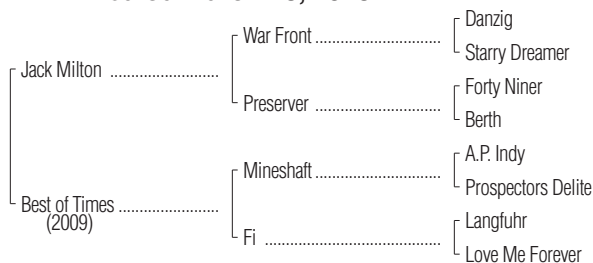 Danzig
War Front ..............................
Starry Dreamer
Jack Milton ..........................
Forty Niner
Preserver ..............................
Berth
A.P. Indy
Mineshaft ..............................
Prospectors Delite
Best of Times ........................
(2009)
Langfuhr
Fi ..........................................
Love Me Forever